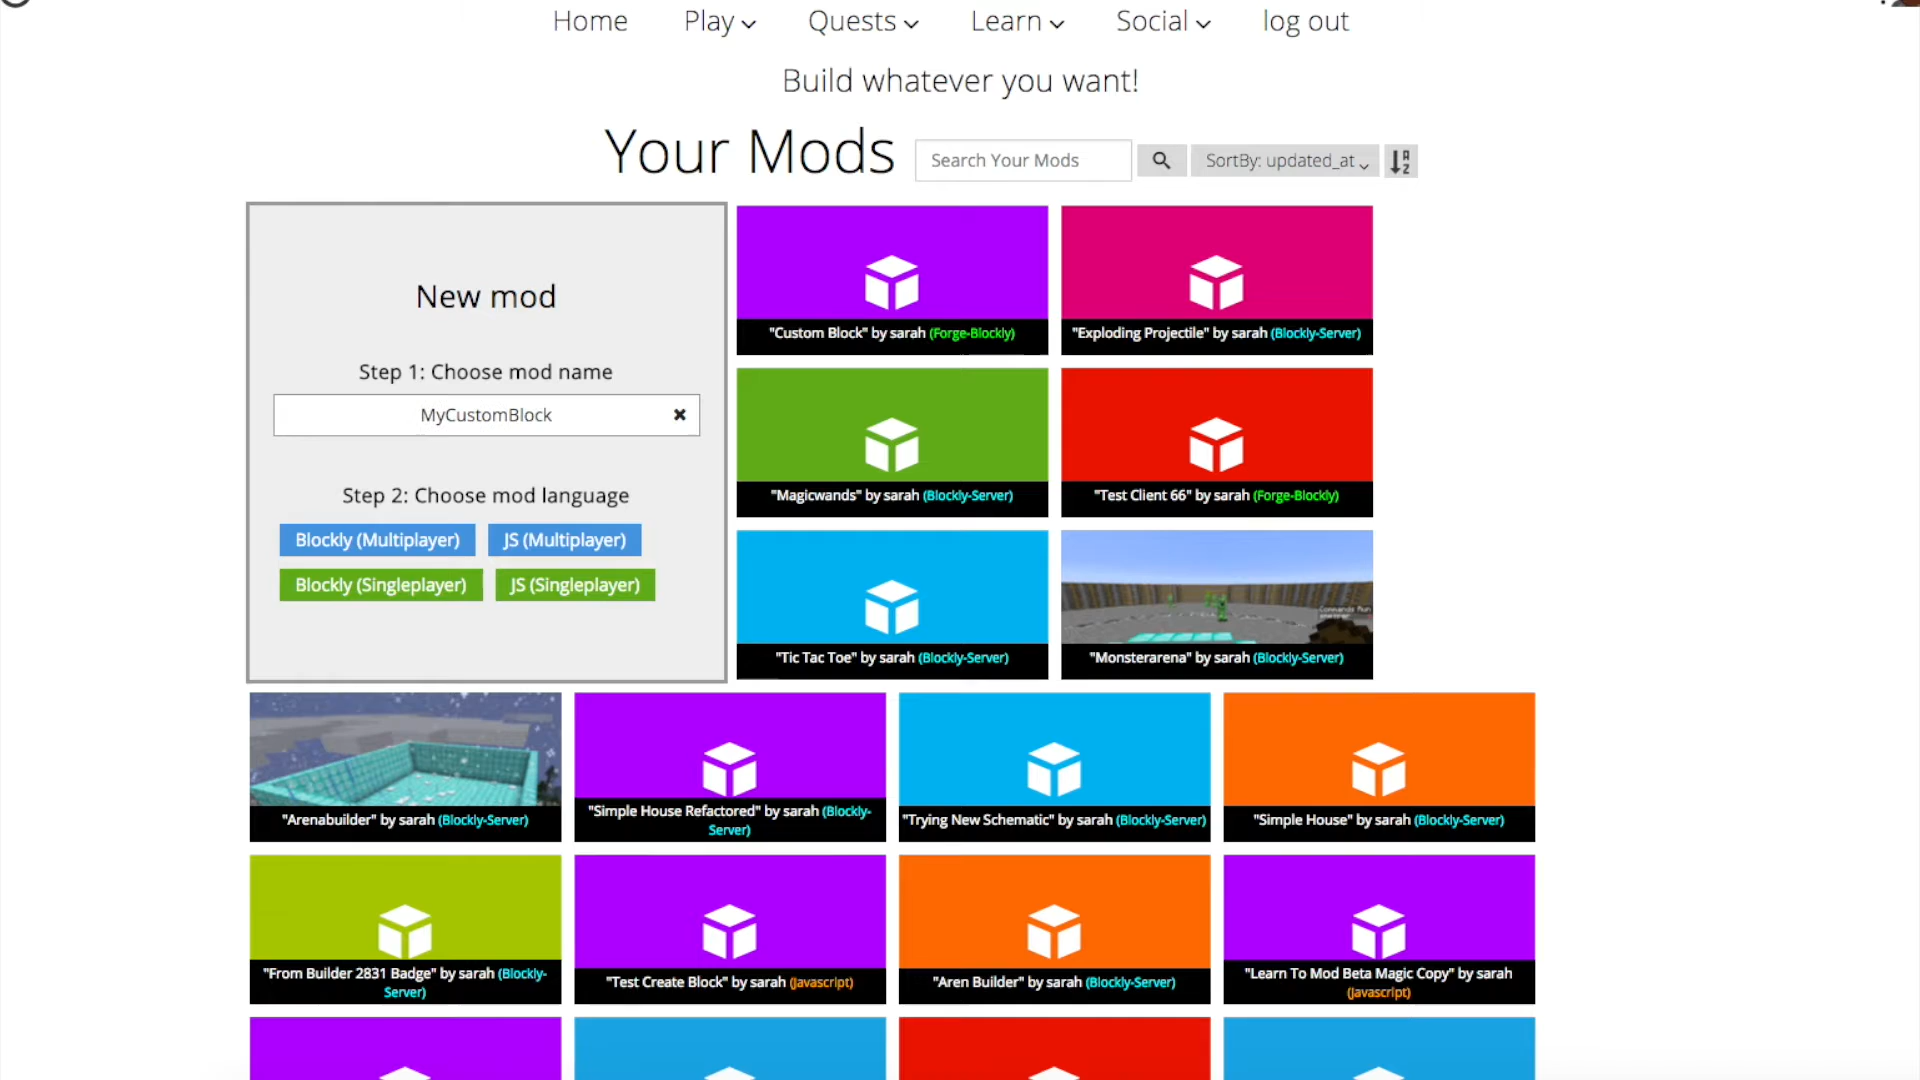 Home Play Quests Learn Social log out
Build whatever you want!
Your Mods Search Your Mods SortBy: updated_at
New mod
Step 1: Choose mod name
MyCustomBlock
Step 2: Choose mod language
Blockly (Multiplayer) JS (Multiplayer)
Blockly (Singleplayer) JS (Singleplayer)
"Custom Block" by sarah (Forge-Blockly)
"Exploding Projectile" by sarah (Blockly-Server)
"Magicwands" by sarah (Blockly-Server)
"Test Client 66" by sarah (Forge-Blockly)
"Tic Tac Toe" by sarah (Blockly-Server)
"Monsterarena" by sarah (Blockly-Server)
"Arenabuilder" by sarah (Blockly-Server)
"Simple House Refactored" by sarah (Blockly-
Server)
"Trying New Schematic" by sarah (Blockly-Server)
"Simple House" by sarah (Blockly-Server)
"From Builder 2831 Badge" by sarah (Blockly-
Server)
"Test Create Block" by sarah (Javascript)
"Aren Builder" by sarah (Blockly-Server)
"Learn To Mod Beta Magic Copy" by sarah
(Javascript)